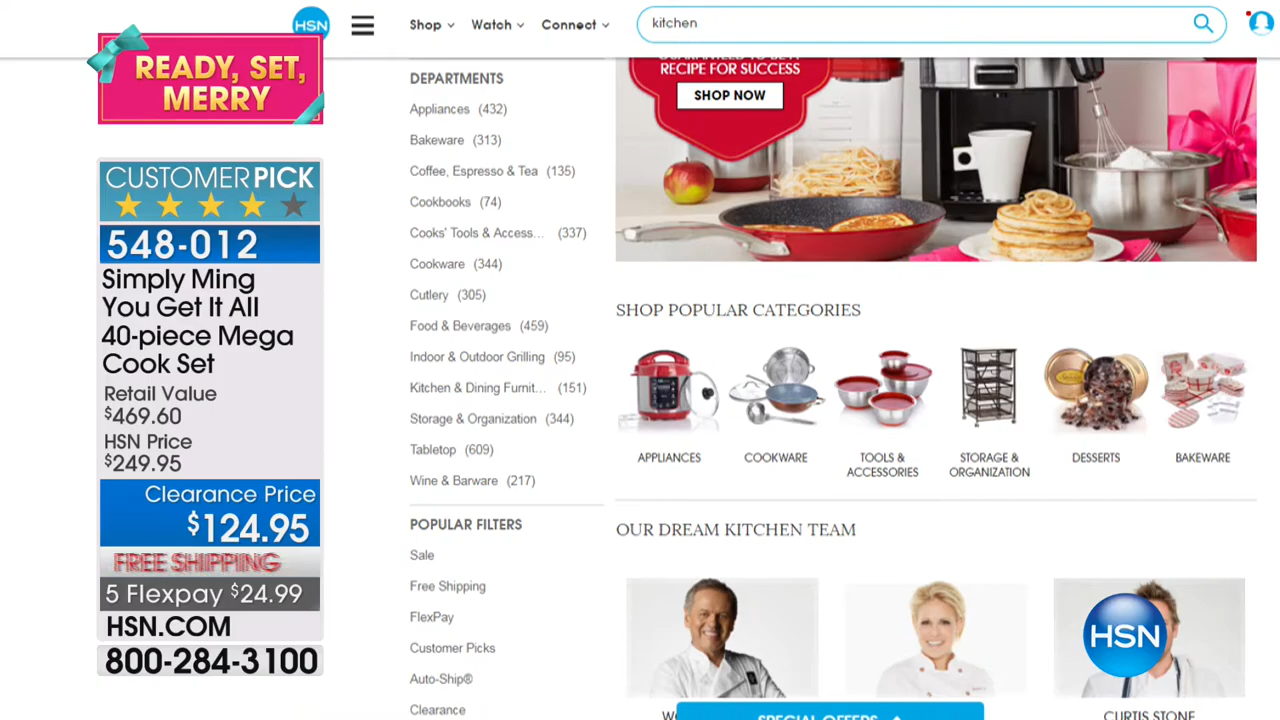 HSN
Shop
Watch
Connect
kitchen
READY, SET,
MERRY
CUSTOMER PICK
548-012
Simply Ming
You Get It All
40-piece Mega
Cook Set
Retail Value
$469.60
HSN Price
$249.95
Clearance Price
$124.95
FREE SHIPPING
5 Flexpay $24.99
HSN.COM
800-284-3100
DEPARTMENTS
Appliances (432)
Bakeware (313)
Coffee, Espresso & Tea (135)
Cookbooks (74)
Cooks' Tools & Access... (337)
Cookware (344)
Cutlery (305)
Food & Beverages (459)
Indoor & Outdoor Grilling (95)
Kitchen & Dining Furnit... (151)
Storage & Organization (344)
Tabletop (609)
Wine & Barware (217)
POPULAR FILTERS
Sale
Free Shipping
FlexPay
Customer Picks
Auto-Ship®
Clearance
RECIPE FOR SUCCESS
SHOP NOW
SHOP POPULAR CATEGORIES
APPLIANCES
COOKWARE
TOOLS &
ACCESSORIES
STORAGE &
ORGANIZATION
DESSERTS
BAKEWARE
OUR DREAM KITCHEN TEAM
HSN
SPECIAL OFFERS
CURTIS STONE